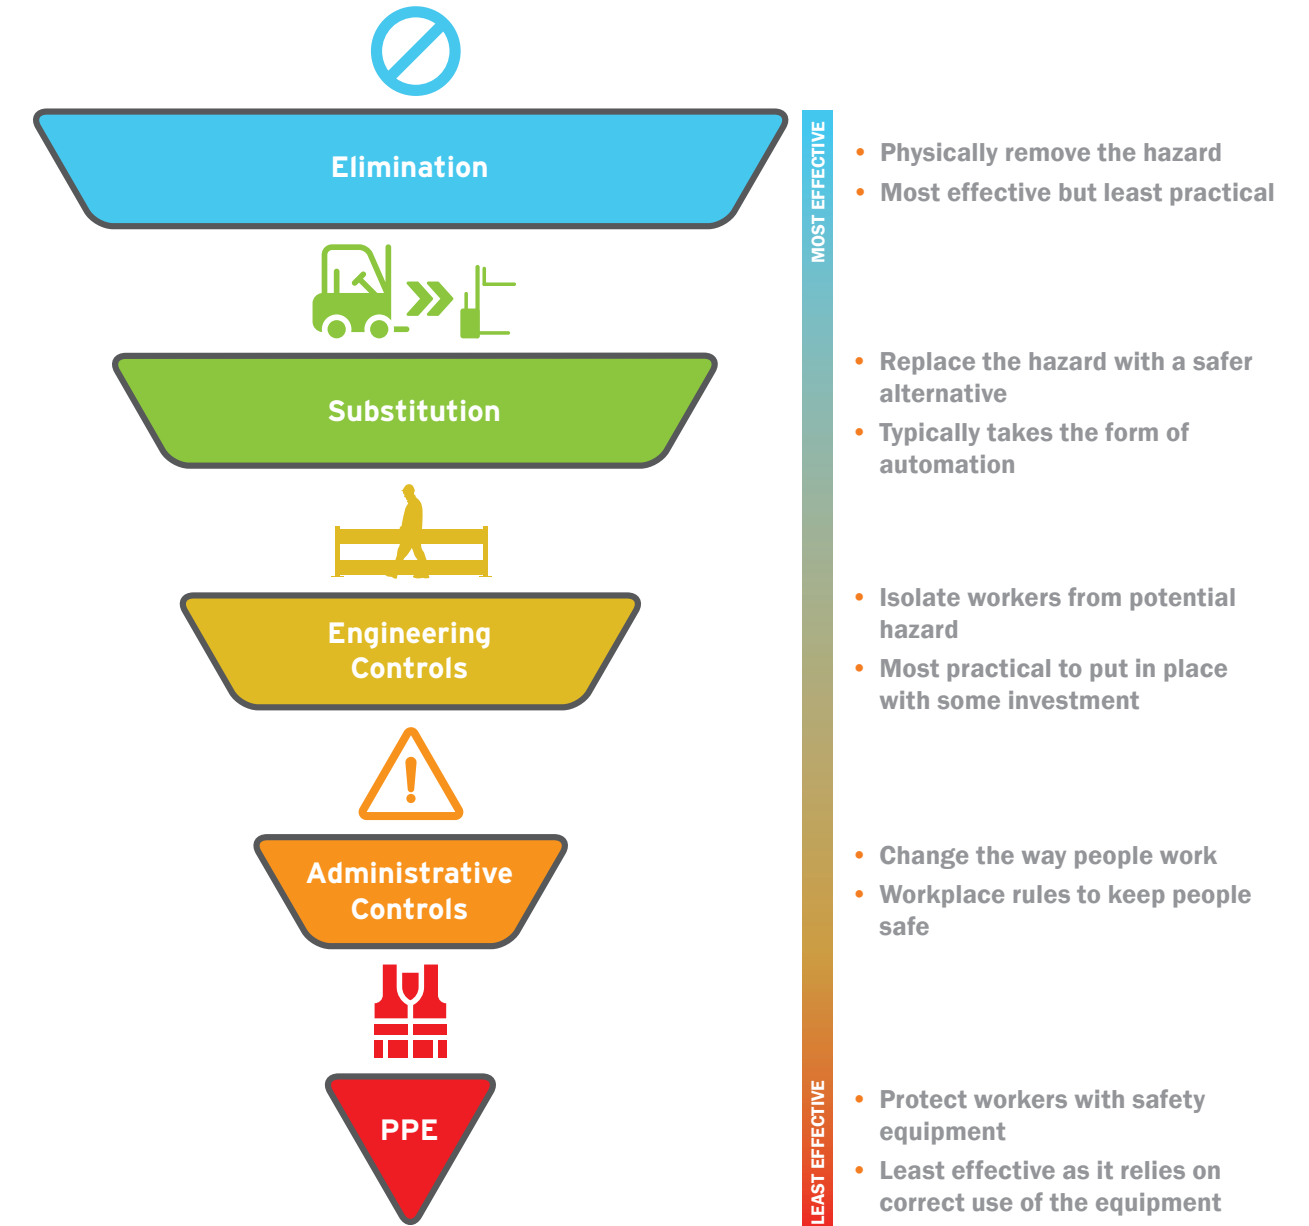 Elimination
MOST EFFECTIVE
• Physically remove the hazard
• Most effective but least practical
Substitution
• Replace the hazard with a safer
alternative
• Typically takes the form of
automation
Engineering
Controls
• Isolate workers from potential
hazard
• Most practical to put in place
with some investment
Administrative
Controls
• Change the way people work
• Workplace rules to keep people
safe
PPE
LEAST EFFECTIVE
• Protect workers with safety
equipment
• Least effective as it relies on
correct use of the equipment